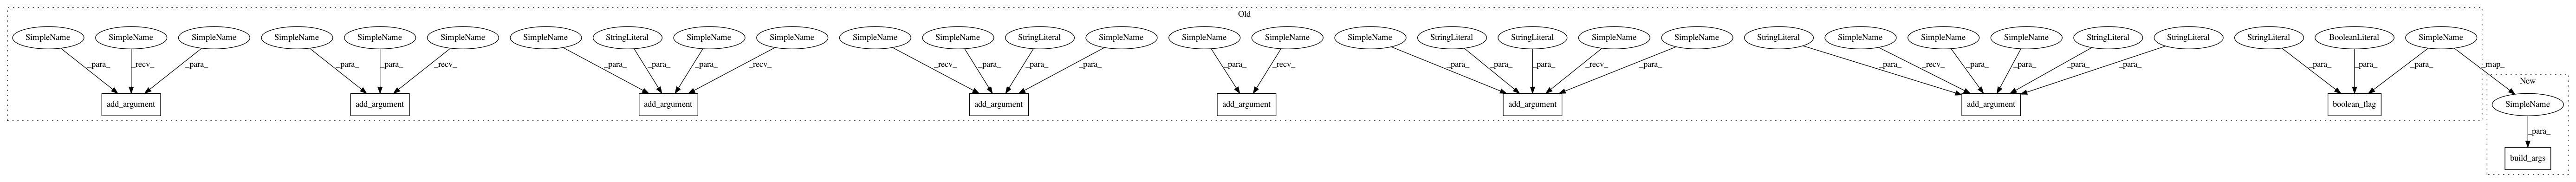 Old
SimpleName SimpleName SimpleName SimpleName SimpleName SimpleName SimpleName StringLiteral SimpleName SimpleName SimpleName SimpleName StringLiteral SimpleName SimpleName SimpleName SimpleName StringLiteral StringLiteral SimpleName SimpleName StringLiteral SimpleName SimpleName SimpleName StringLiteral StringLiteral StringLiteral BooleanLiteral SimpleName
_para_ _recv_ _para_ _para_ _para_ _recv_ _para_ _para_ _para_ _recv_ _recv_ _para_ _para_ _para_ _para_ _recv_ _para_ _para_ _para_ _recv_ _para_ _para_ _recv_ _para_ _para_ _para_ _para_ _para_ _para_ _para_ _map_
New
add_argument add_argument add_argument add_argument add_argument add_argument add_argument boolean_flag SimpleName
_para_
build_args